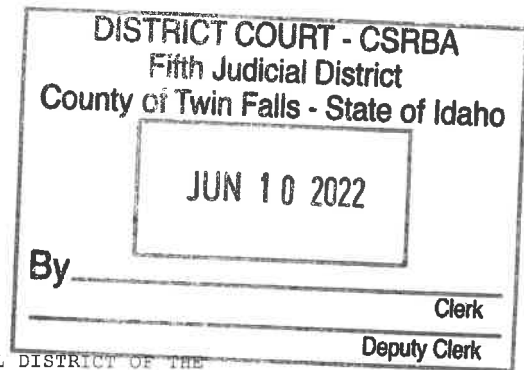 DISTRICT COURT - CSRBA
Fifth Judicial District
County of Twin Falls - State of Idaho
JUN 10 2022
By
Clerk
Deputy Clerk
L DISTRICT OF THE